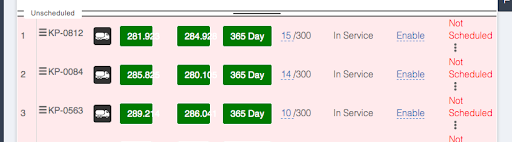 Unscheduled
1 KP-0812 281.92 284.92 365 Day 15 /300 In Service Enable Not Scheduled
2 KP-0084 285.82 280.10 365 Day 14 /300 In Service Enable Not Scheduled
3 KP-0563 289.2 286.04 365 Day 10 /300 In Service Enable Not Scheduled
Not